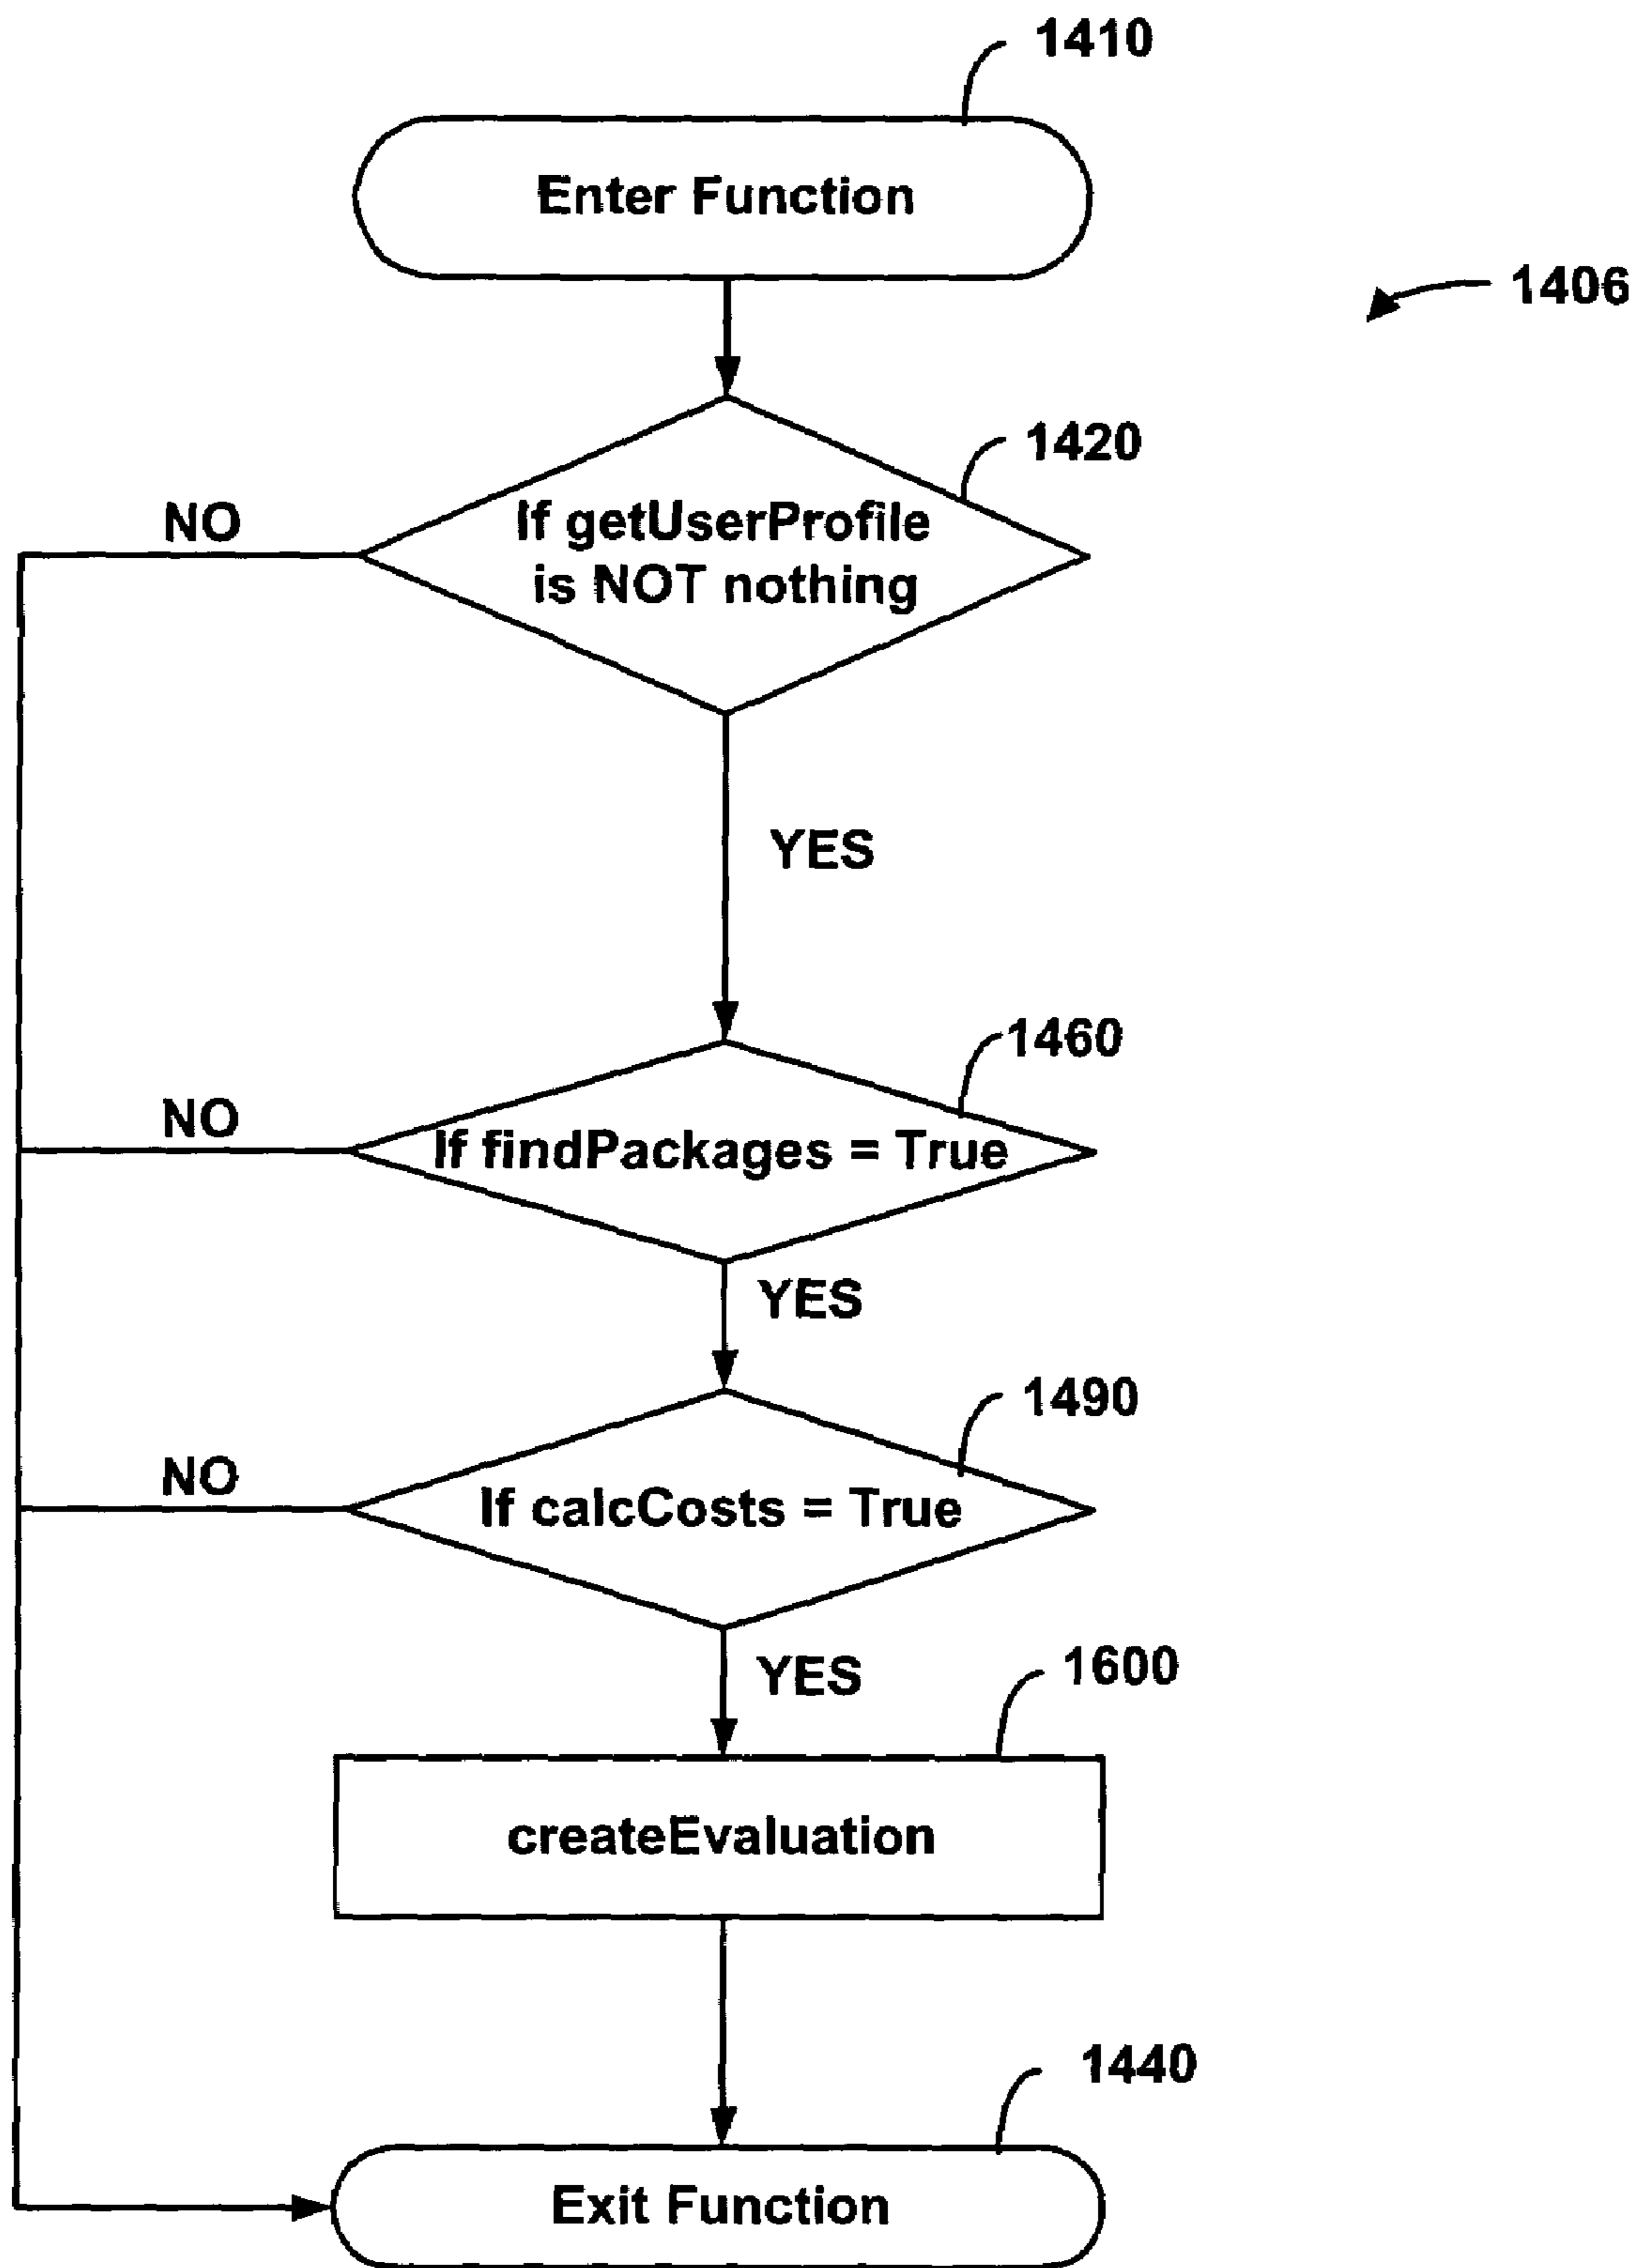 1410
Enter Function
1406
1420
NO
If getUserProfile
is NOT nothing
YES
1460
NO
If findPackages = True
YES
1490
NO
If calcCosts = True
YES
1600
createEvaluation
1440
Exit Function